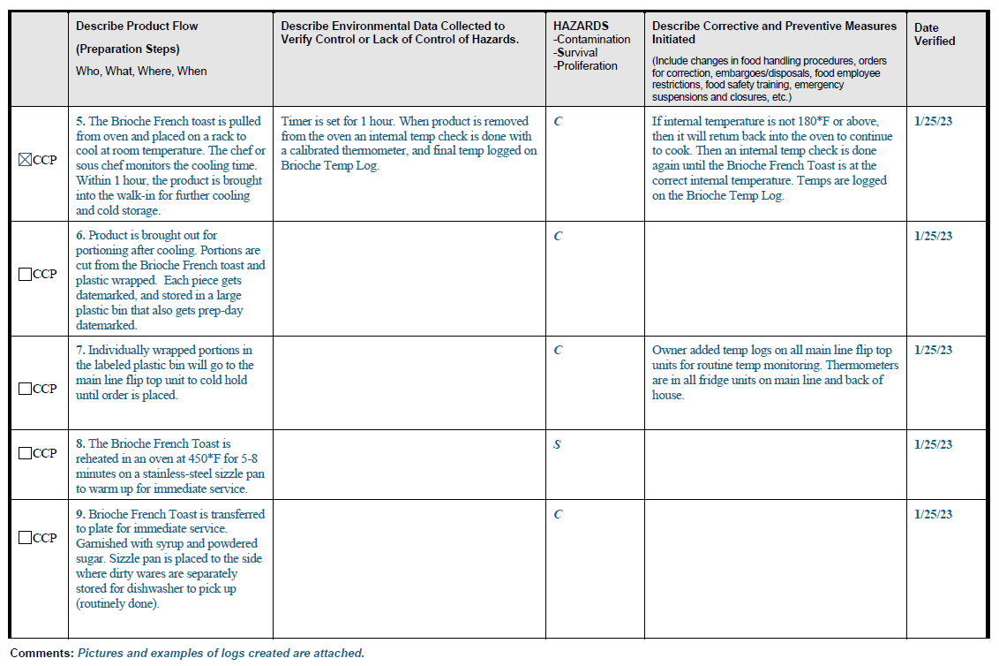 Describe Product Flow
(Preparation Steps)
Who, What, Where, When
Describe Environmental Data Collected to
Verify Control or Lack of Control of Hazards.
HAZARDS
-Contamination
-Survival
-Proliferation
Describe Corrective and Preventive Measures
Initiated
(Include changes in food handling procedures, orders
for correction, embargoes/disposals, food employee
restrictions, food safety training, emergency
suspensions and closures, etc.)
Date
Verified
☒CCP
5. The Brioche French toast is pulled
from oven and placed on a rack to
cool at room temperature. The chef or
sous chef monitors the cooling time.
Within 1 hour, the product is brought
into the walk-in for further cooling
and cold storage.
Timer is set for 1 hour. When product is removed
from the oven an internal temp check is done with
a calibrated thermometer, and final temp logged on
Brioche Temp Log.
C
If internal temperature is not 180*F or above,
then it will return back into the oven to continue
to cook. Then an internal temp check is done
again until the Brioche French Toast is at the
correct internal temperature. Temps are logged
on the Brioche Temp Log.
1/25/23
☐CCP
6. Product is brought out for
portioning after cooling. Portions are
cut from the Brioche French toast and
plastic wrapped. Each piece gets
datemarked, and stored in a large
plastic bin that also gets prep-day
datemarked.
C
1/25/23
☐CCP
7. Individually wrapped portions in
the labeled plastic bin will go to the
main line flip top unit to cold hold
until order is placed.
C
Owner added temp logs on all main line flip top
units for routine temp monitoring. Thermometers
are in all fridge units on main line and back of
house.
1/25/23
☐CCP
8. The Brioche French Toast is
reheated in an oven at 450*F for 5-8
minutes on a stainless-steel sizzle pan
to warm up for immediate service.
S
1/25/23
☐CCP
9. Brioche French Toast is transferred
to plate for immediate service.
Garnished with syrup and powdered
sugar. Sizzle pan is placed to the side
where dirty wares are separately
stored for dishwasher to pick up
(routinely done).
C
1/25/23
Comments: Pictures and examples of logs created are attached.